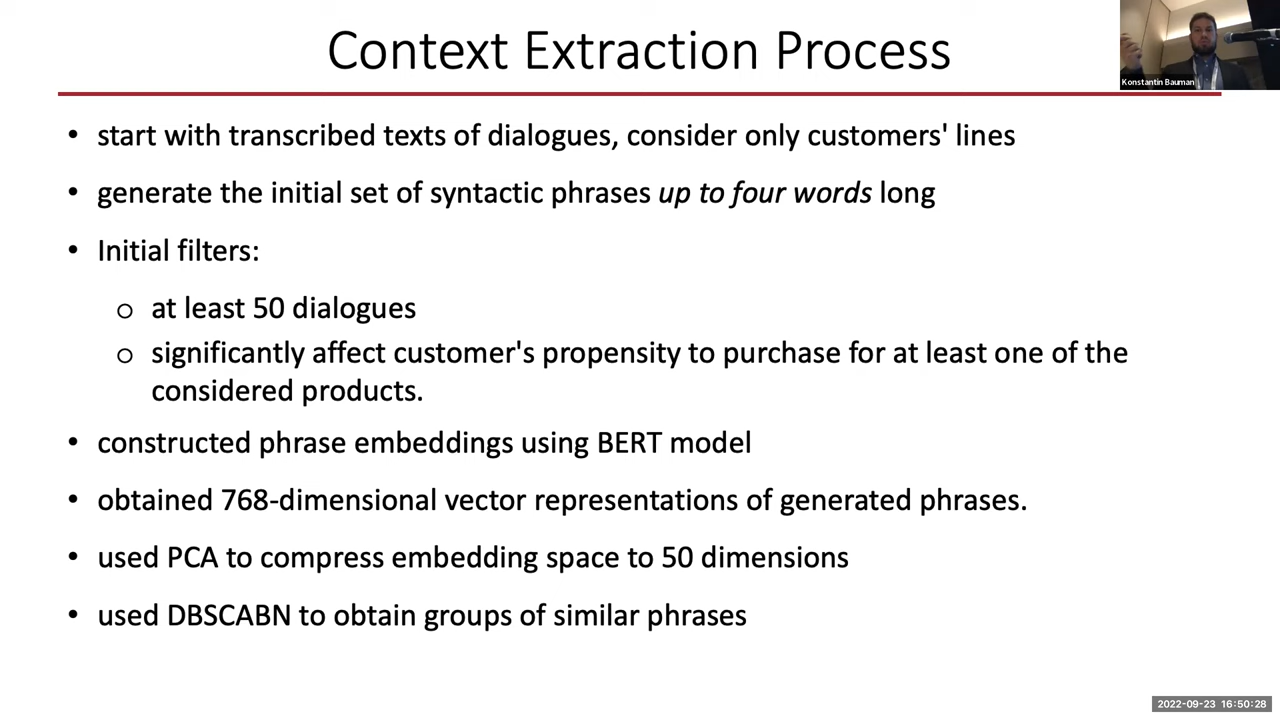 Context Extraction Process
Konstantin Bauman
• start with transcribed texts of dialogues, consider only customers' lines
• generate the initial set of syntactic phrases up to four words long
• Initial filters:
o at least 50 dialogues
o significantly affect customer's propensity to purchase for at least one of the
considered products.
• constructed phrase embeddings using BERT model
• obtained 768-dimensional vector representations of generated phrases.
• used PCA to compress embedding space to 50 dimensions
• used DBSCABN to obtain groups of similar phrases
2022-09-23 16:50:28